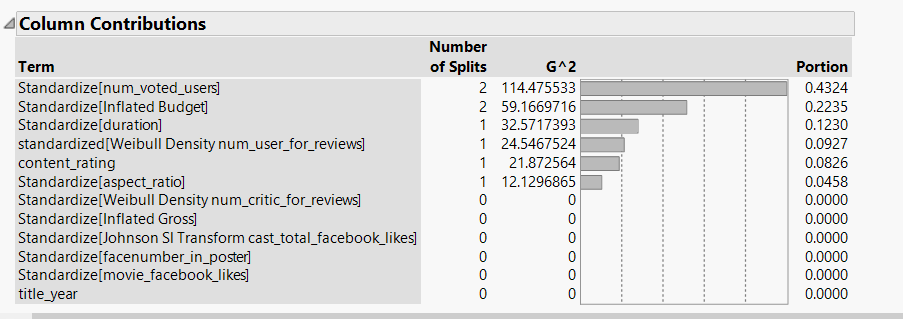 Column Contributions
Number
Term of Splits G^2 Portion
Standardize[num_voted_users] 2 114.475533 0.4324
Standardize[Inflated Budget] 2 59.1669716 0.2235
Standardize[duration] 1 32.5717393 0.1230
standardized[Weibull Density num_user_for_reviews] 1 24.5467524 0.0927
content_rating 1 21.872564 0.0826
Standardize[aspect_ratio] 1 12.1296865 0.0458
Standardize[Weibull Density num_critic_for_reviews] 0 0 0.0000
Standardize[Inflated Gross] 0 0 0.0000
Standardize[Johnson Sl Transform cast_total_facebook_likes] 0 0 0.0000
Standardize[facenumber_in_poster] 0 0 0.0000
Standardize[movie_facebook_likes] 0 0 0.0000
title_year 0 0 0.0000